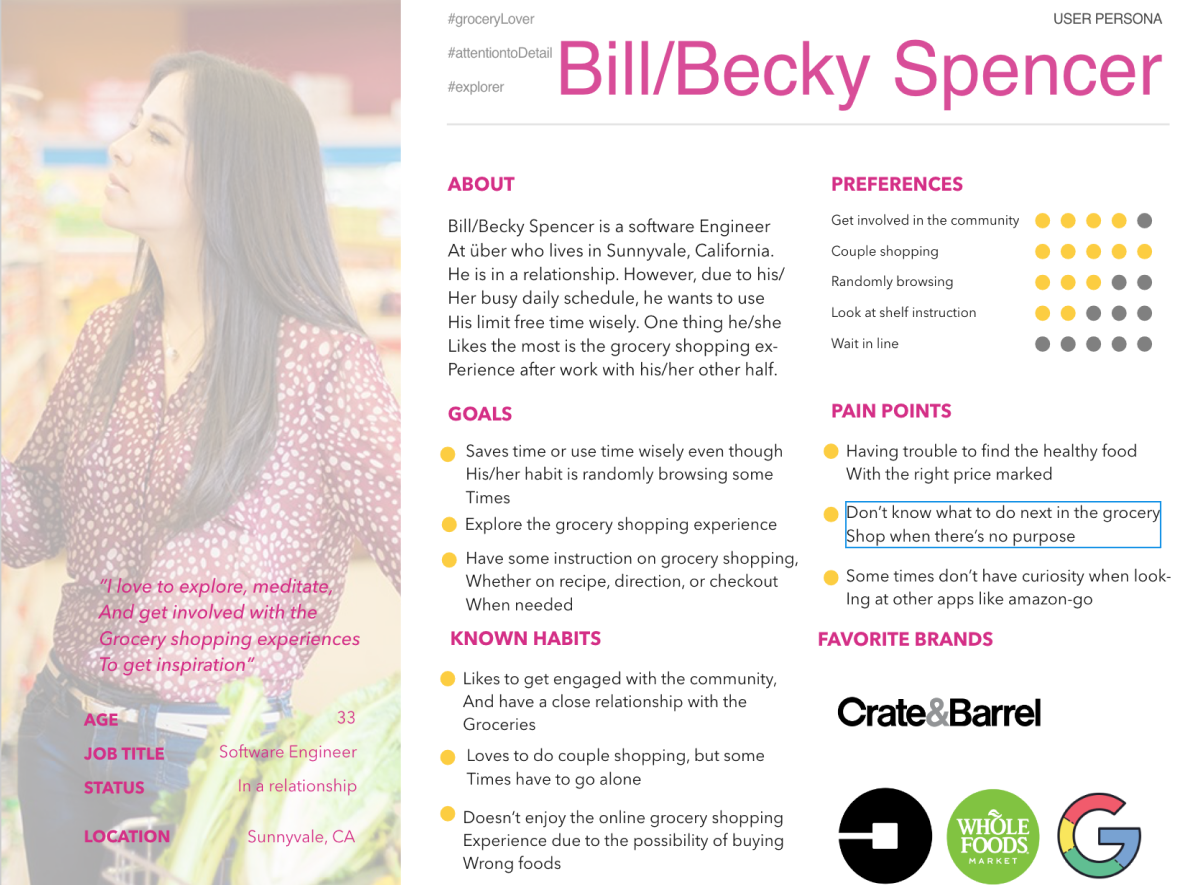 #groceryLover
#attentiontoDetail
#explorer
USER PERSONA
Bill/Becky Spencer
ABOUT
Bill/Becky Spencer is a software Engineer
At über who lives in Sunnyvale, California.
He is in a relationship. However, due to his/
Her busy daily schedule, he wants to use
His limit free time wisely. One thing he/she
Likes the most is the grocery shopping ex-
Perience after work with his/her other half.
GOALS
Saves time or use time wisely even though
His/her habit is randomly browsing some
Times
Explore the grocery shopping experience
Have some instruction on grocery shopping,
Whether on recipe, direction, or checkout
When needed
KNOWN HABITS
Likes to get engaged with the community,
And have a close relationship with the
Groceries
Loves to do couple shopping, but some
Times have to go alone
Doesn't enjoy the online grocery shopping
Experience due to the possibility of buying
Wrong foods
PREFERENCES
Get involved in the community
Couple shopping
Randomly browsing
Look at shelf instruction
Wait in line
PAIN POINTS
Having trouble to find the healthy food
With the right price marked
Don't know what to do next in the grocery
Shop when there's no purpose
Some times don't have curiosity when look-
Ing at other apps like amazon-go
FAVORITE BRANDS
Crate&Barrel
WHOLE
FOODS
MARKET
G
"I love to explore, meditate,
And get involved with the
Grocery shopping experiences
To get inspiration"
AGE 33
JOB TITLE Software Engineer
STATUS In a relationship
LOCATION Sunnyvale, CA